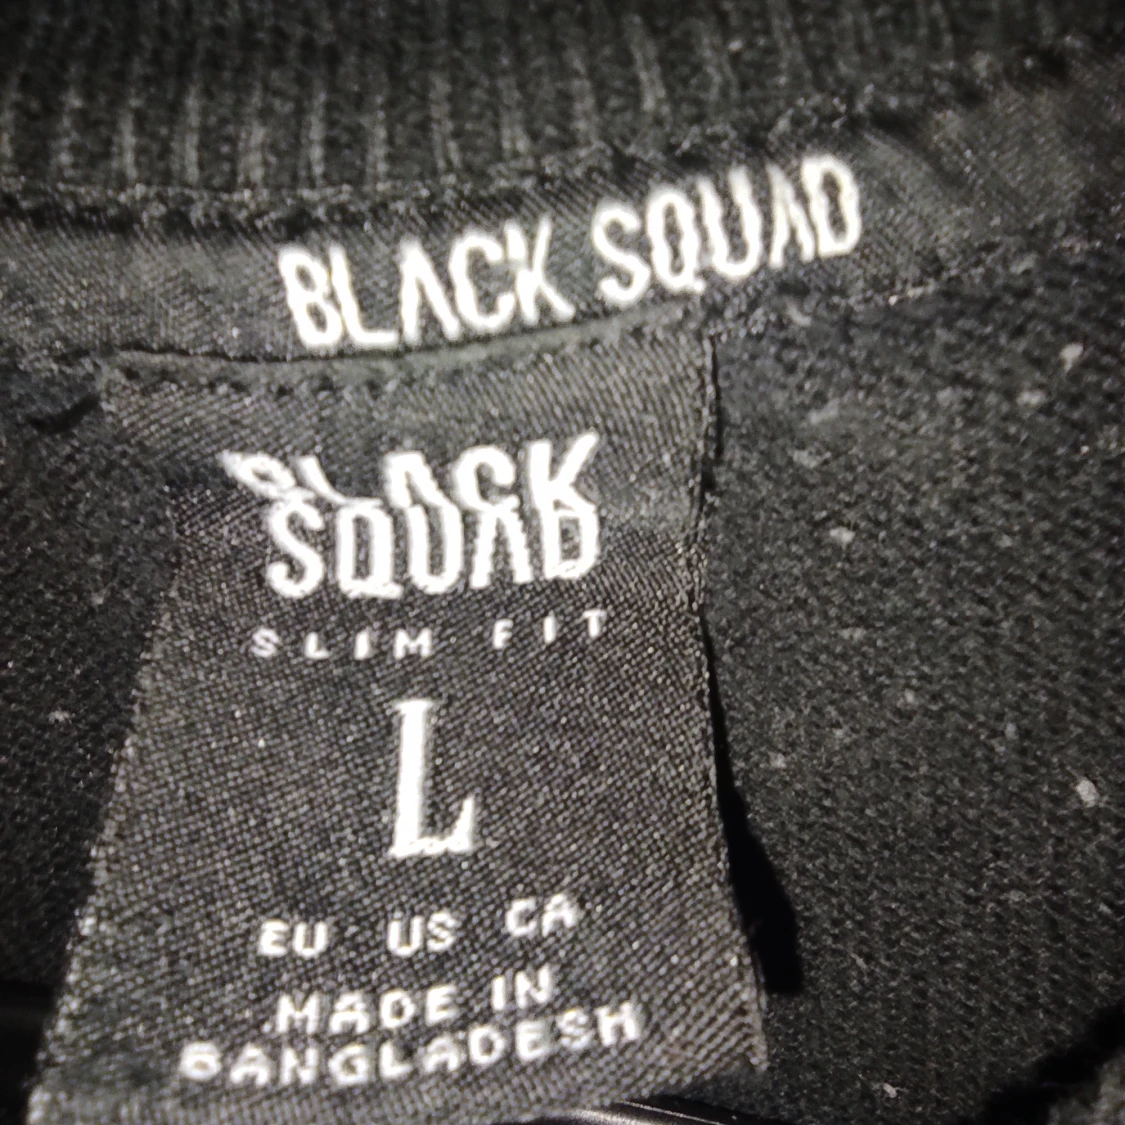 BLACK SQUAD
BLACK
SQUAD
SLIM FIT
L
EU US CA
MADE IN
BANGLADESH